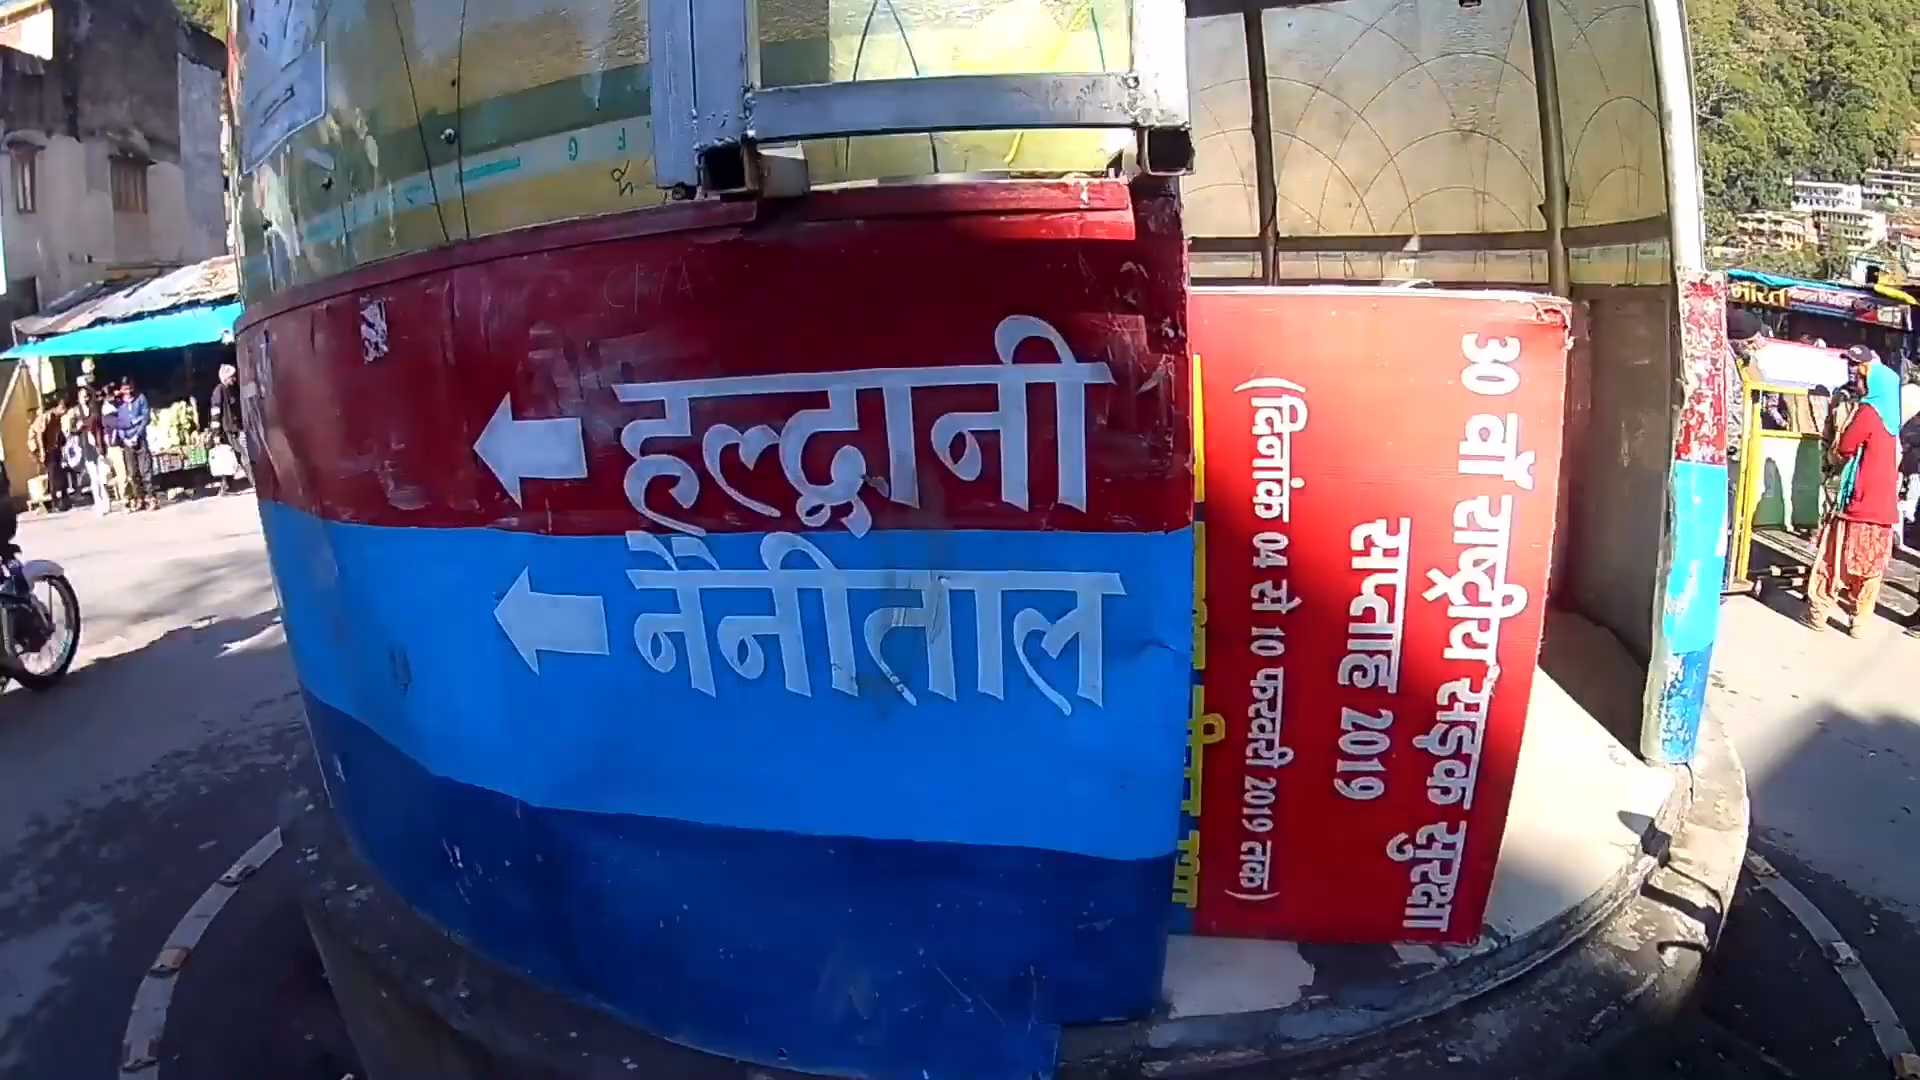 ← हल्द्वानी
← नैनीताल
30 वॉं राष्ट्रीय सड़क सुरक्षा
सप्ताह 2019
(दिनांक 04 से 10 फरवरी 2019 तक)